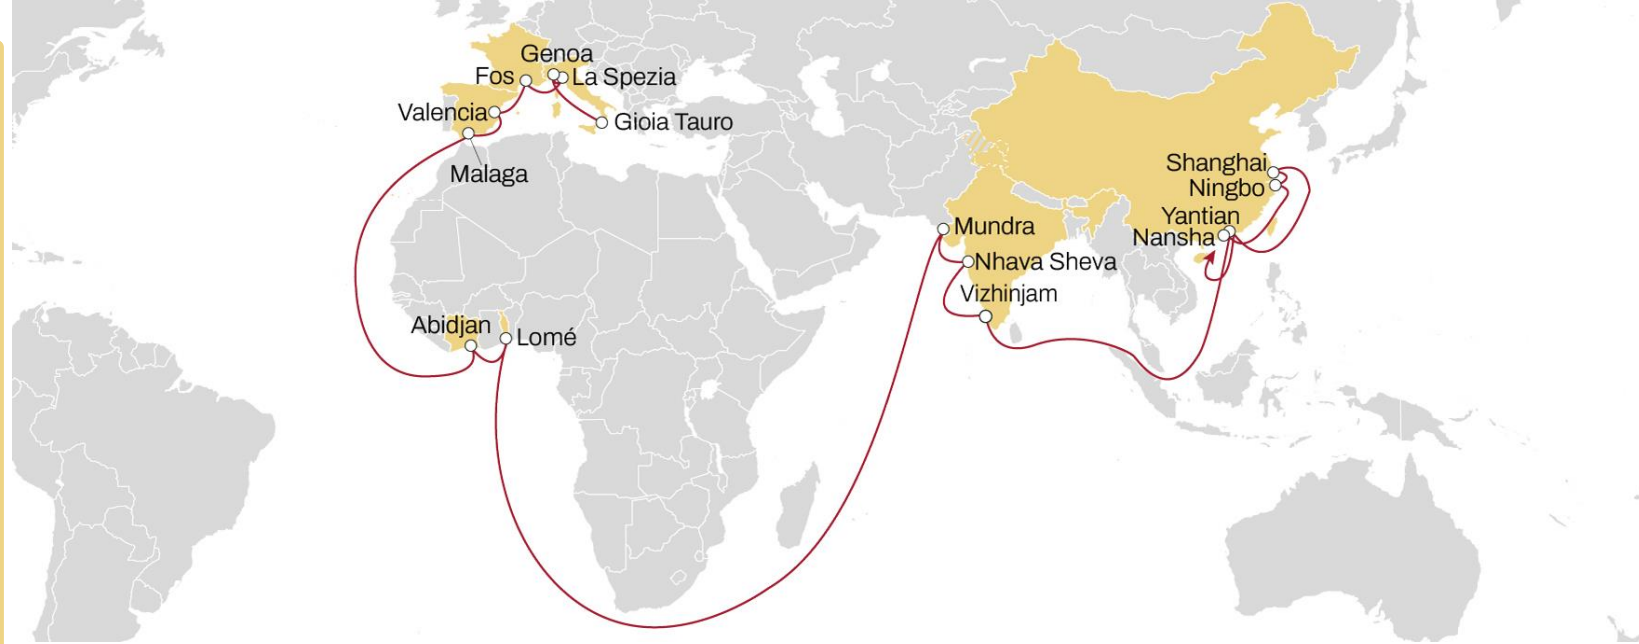 Genoa
Fos
La Spezia
Valencia
Gioia Tauro
Malaga
Shanghai
Ningbo
Yantian
Mundra
Nansha
Nhava Sheva
Vizhinjam
Abidjan
Lomé